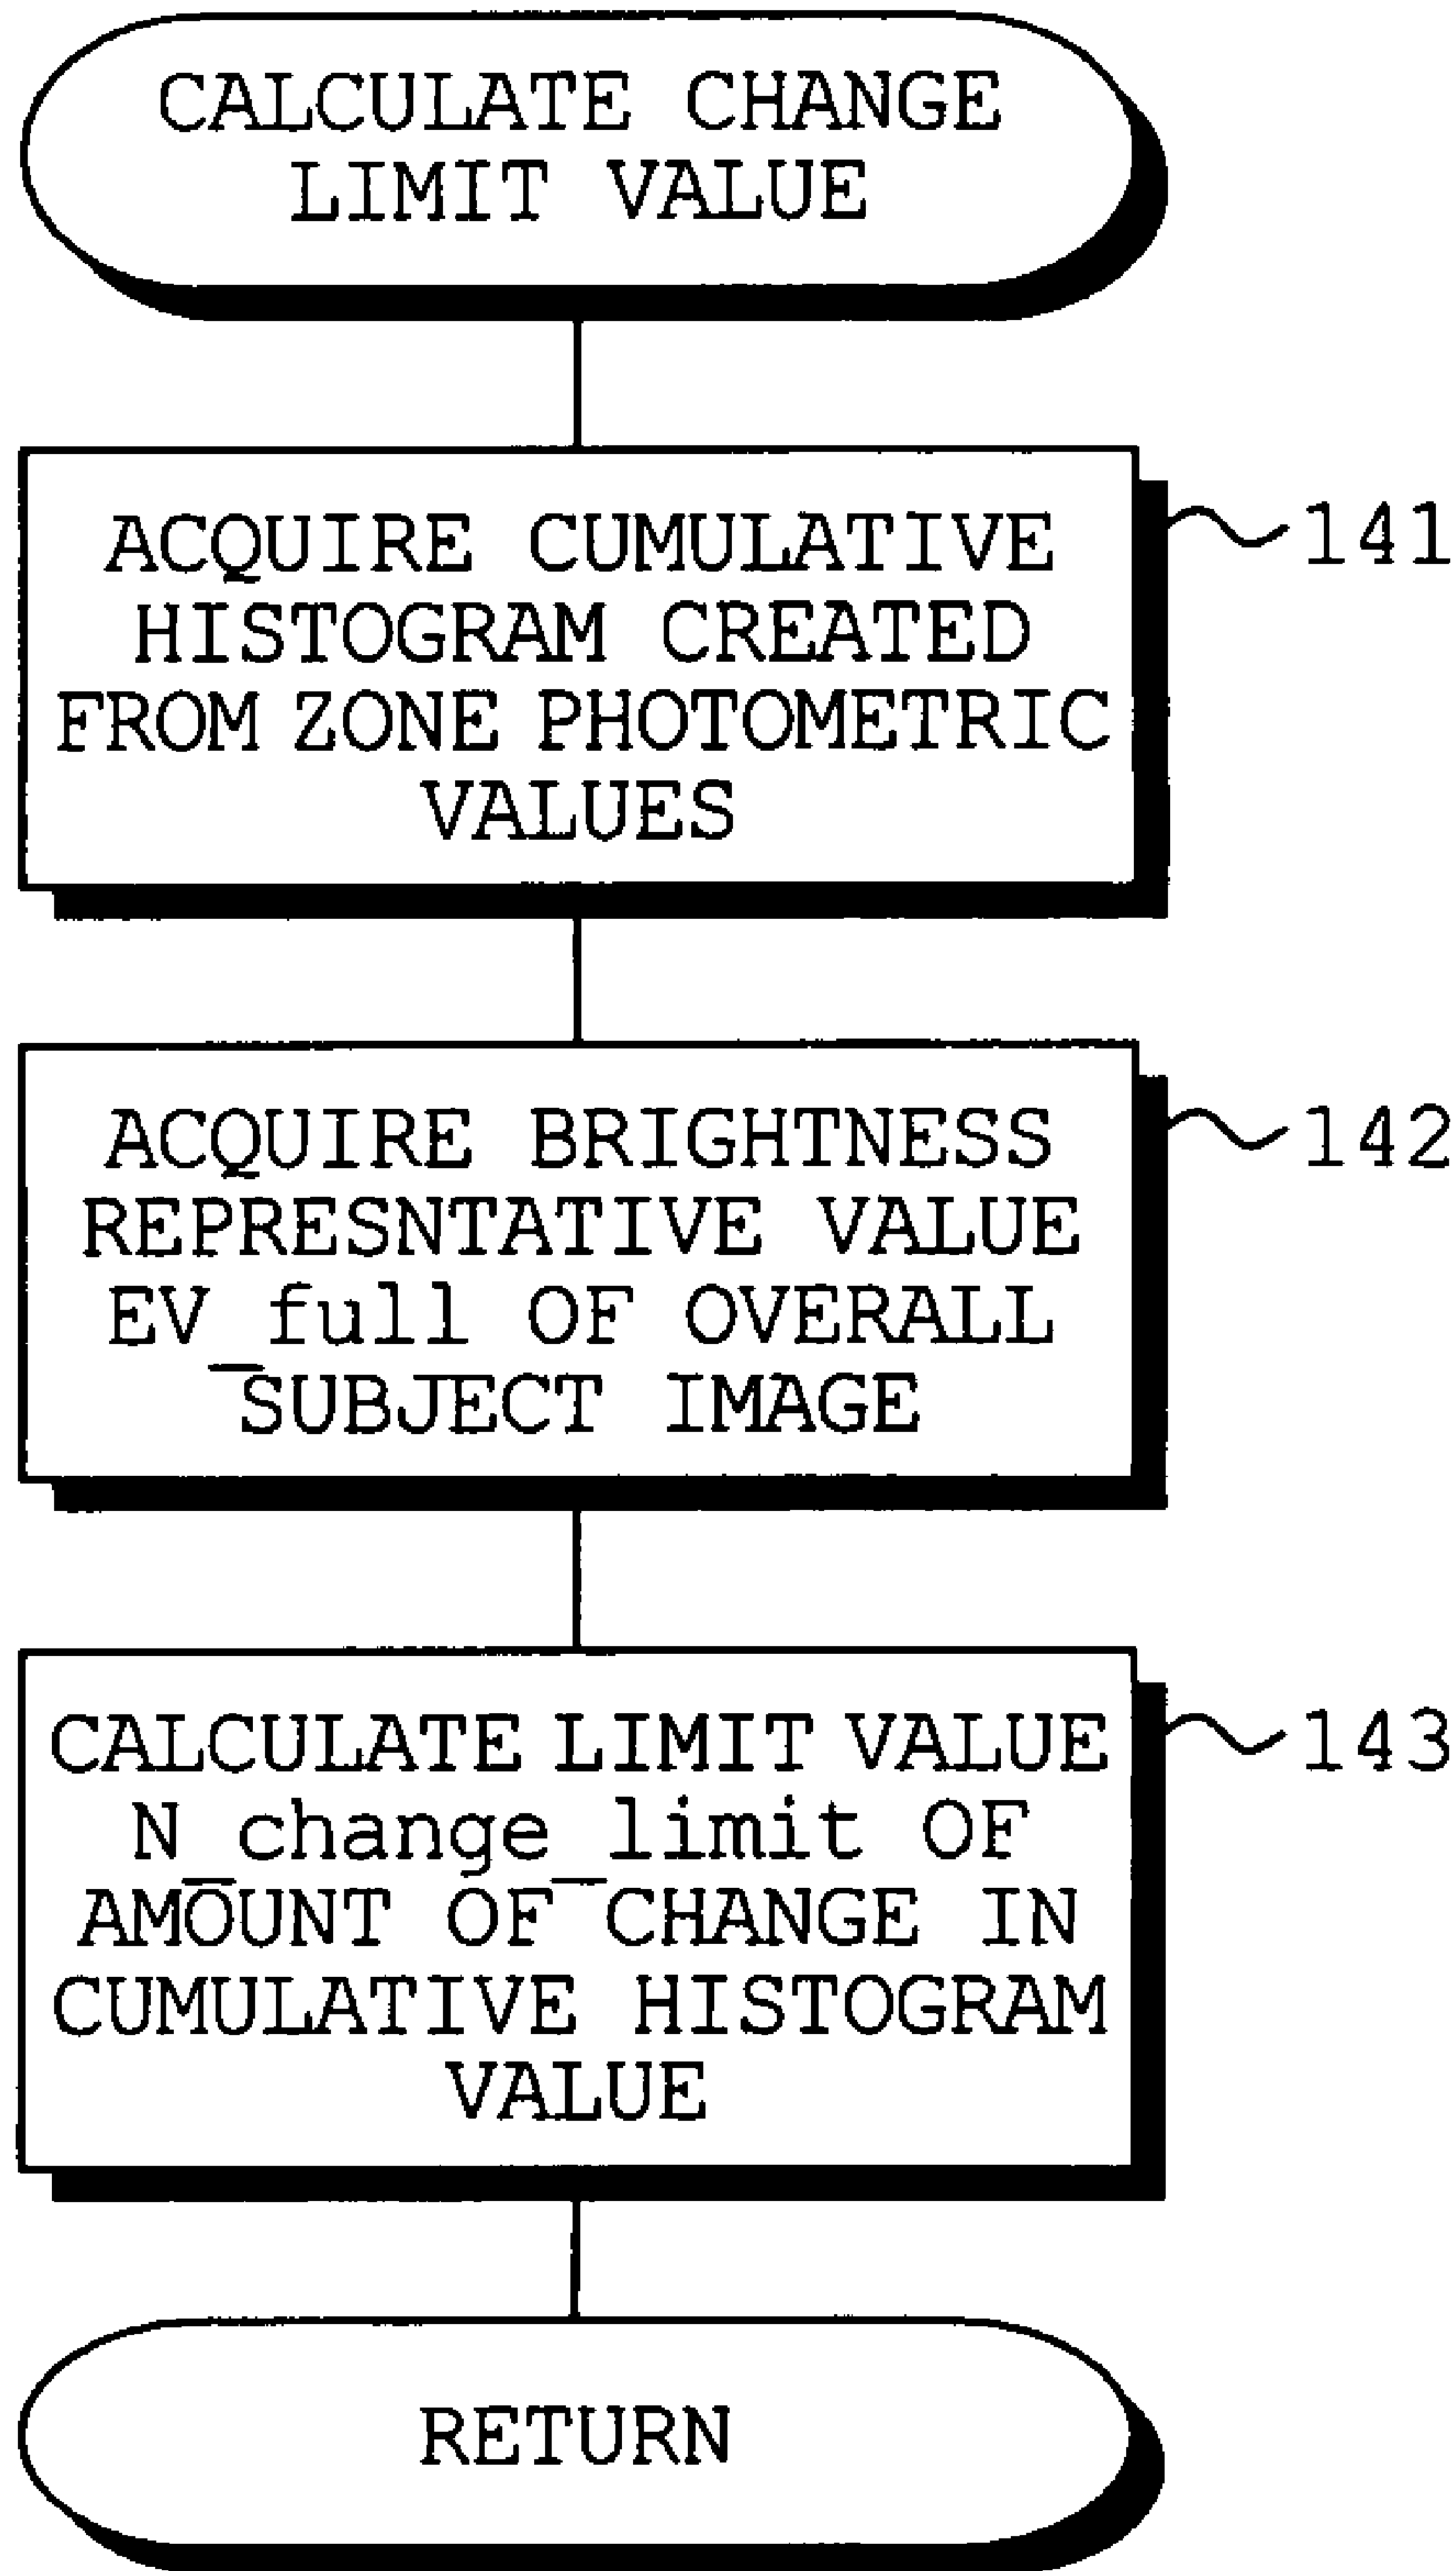 CALCULATE CHANGE
LIMIT VALUE
ACQUIRE CUMULATIVE
HISTOGRAM CREATED
FROM ZONE PHOTOMETRIC
VALUES
141
ACQUIRE BRIGHTNESS
REPRESNTATIVE VALUE
EV_full OF OVERALL
SUBJECT IMAGE
142
CALCULATE LIMIT VALUE
N_change_limit OF
AMOUNT OF CHANGE IN
CUMULATIVE HISTOGRAM
VALUE
143
RETURN